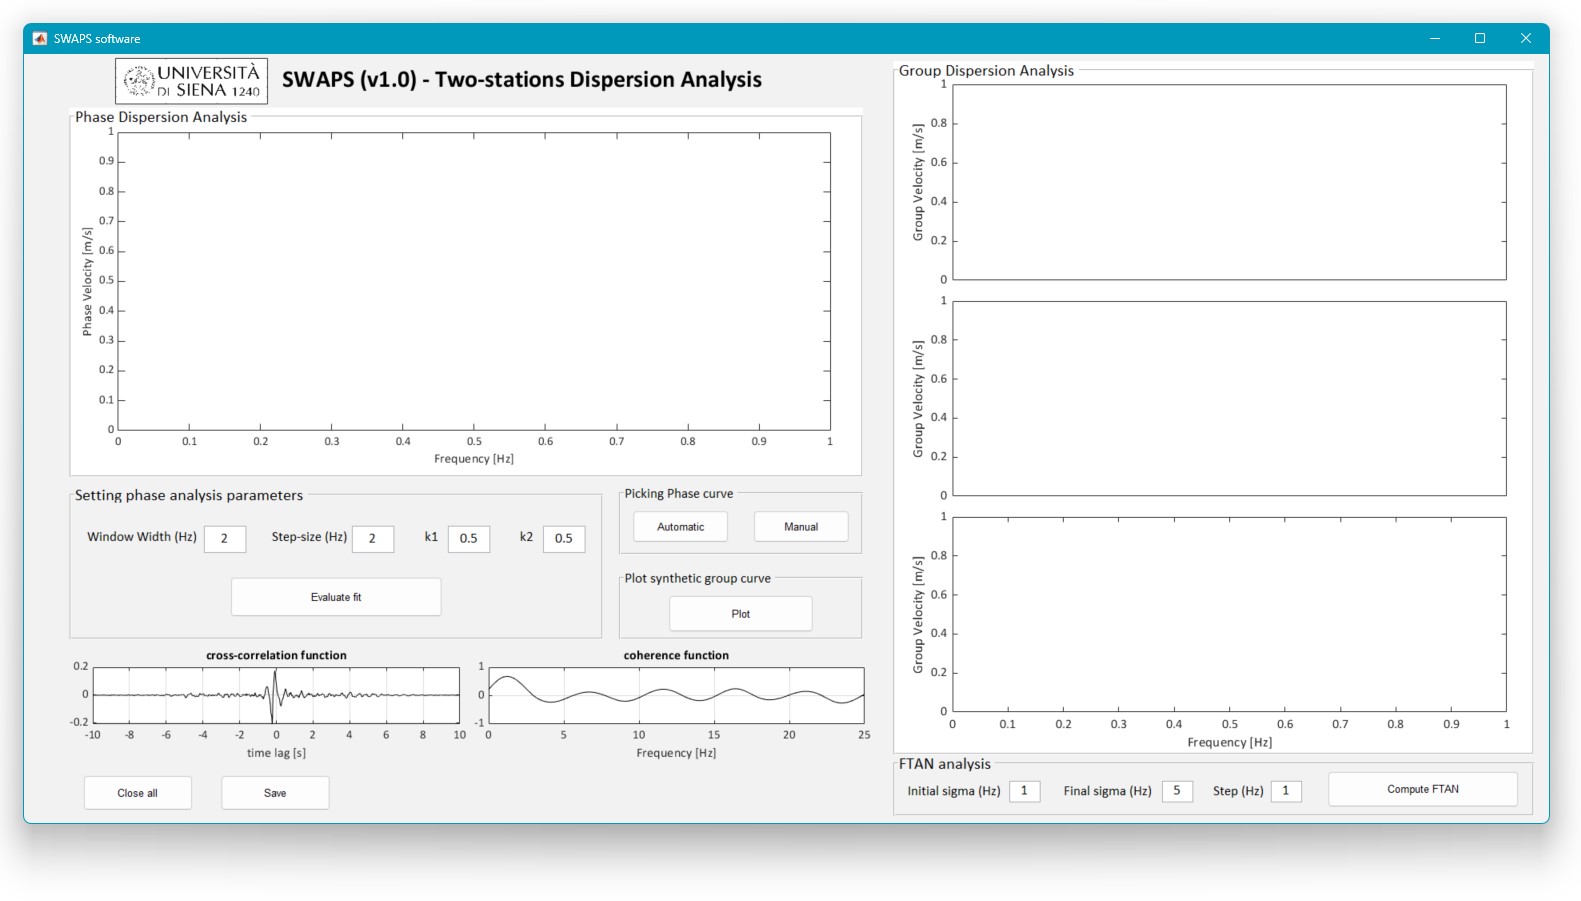 SWAPS software
UNIVERSITÀ
DI SIENA 1240
SWAPS (v1.0) - Two-stations Dispersion Analysis
Phase Dispersion Analysis
1
0.9
0.8
0.7
0.6
0.5
0.4
0.3
0.2
0.1
0
Phase Velocity [m/s]
0 0.1 0.2 0.3 0.4 0.5 0.6 0.7 0.8 0.9 1
Frequency [Hz]
Setting phase analysis parameters
Window Width (Hz) 2 Step-size (Hz) 2 k1 0.5 k2 0.5
Evaluate fit
Picking Phase curve
Automatic Manual
Plot synthetic group curve
Plot
cross-correlation function
0.2
0
-0.2
-10 -8 -6 -4 -2 0 2 4 6 8 10
time lag [s]
coherence function
1
0
-1
0 5 10 15 20 25
Frequency [Hz]
Close all Save
Group Dispersion Analysis
1
0.8
0.6
0.4
0.2
0
Group Velocity [m/s]
1
0.8
0.6
0.4
0.2
0
Group Velocity [m/s]
1
0.8
0.6
0.4
0.2
0
Group Velocity [m/s]
0 0.1 0.2 0.3 0.4 0.5 0.6 0.7 0.8 0.9 1
Frequency [Hz]
FTAN analysis
Initial sigma (Hz) 1 Final sigma (Hz) 5 Step (Hz) 1 Compute FTAN